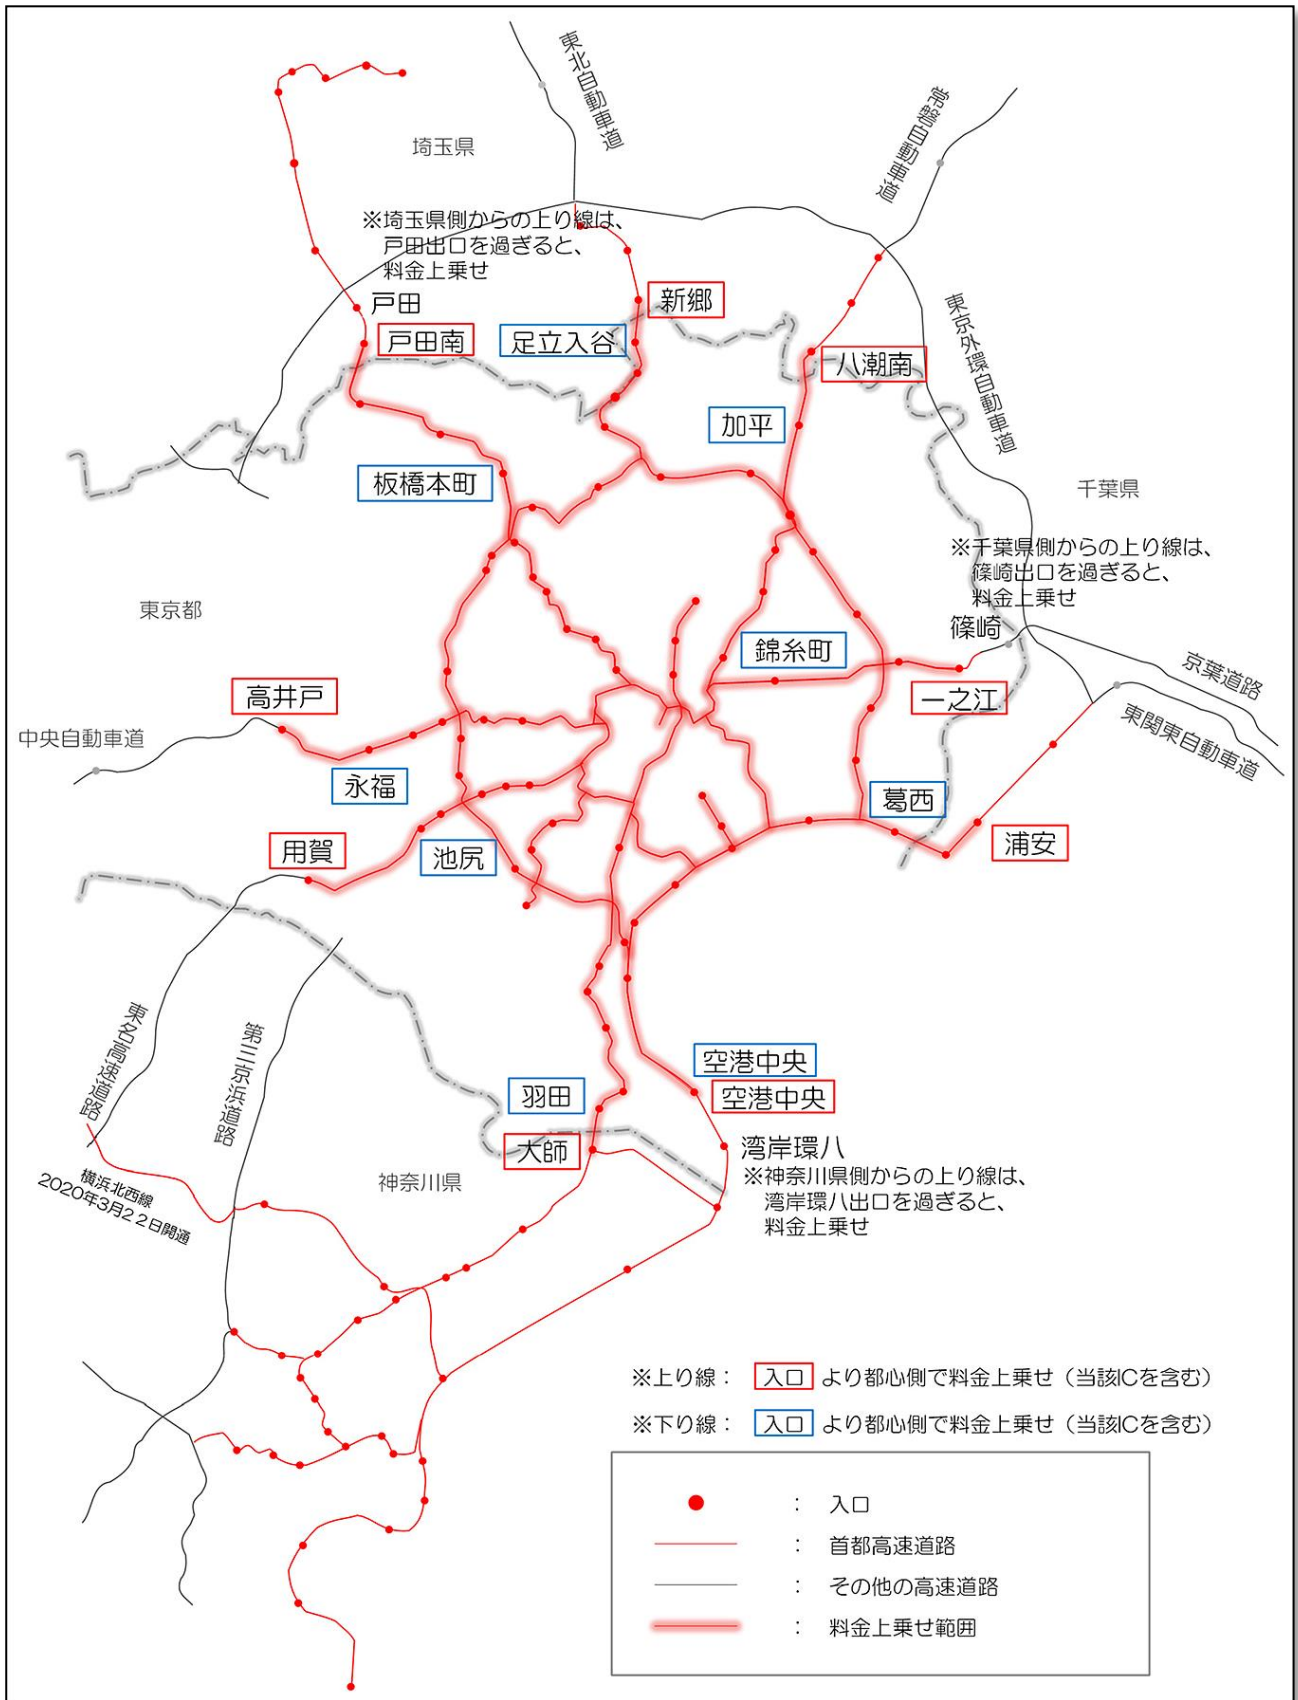 東北自動車道
常磐自動車道
埼玉県
※埼玉県側からの上り線は、
戸田出口を過ぎると、
料金上乗せ
戸田
新郷
戸田南
足立入谷
八潮南
東京外環自動車道
加平
板橋本町
千葉県
※千葉県側からの上り線は、
篠崎出口を過ぎると、
料金上乗せ
東京都
篠崎
錦糸町
京葉道路
高井戸
一之江
東関東自動車道
中央自動車道
永福
葛西
用賀
池尻
浦安
東名高速道路
第三京浜道路
空港中央
羽田
空港中央
大師
湾岸環八
※神奈川県側からの上り線は、
湾岸環八出口を過ぎると、
料金上乗せ
神奈川県
横浜北西線
2020年3月22日開通
※上り線： 入口 より都心側で料金上乗せ（当該ICを含む）
※下り線： 入口 より都心側で料金上乗せ（当該ICを含む）
： 入口
： 首都高速道路
： その他の高速道路
： 料金上乗せ範囲